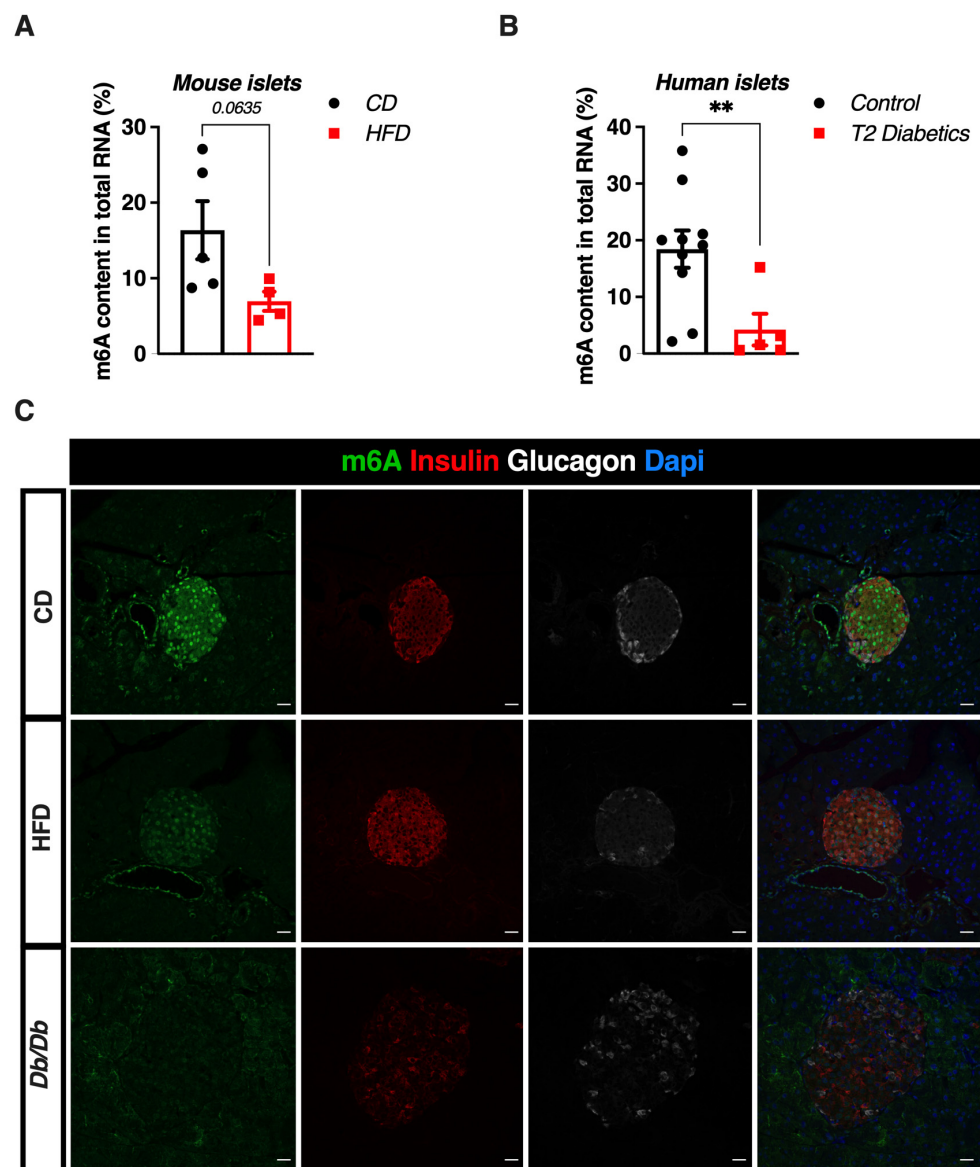 A
Mouse islets
0.0635
CD
HFD
m6A content in total RNA (%)
30
20
10
0
B
Human islets
**
Control
T2 Diabetics
m6A content in total RNA (%)
40
30
20
10
0
C
m6A Insulin Glucagon Dapi
CD
HFD
Db/Db